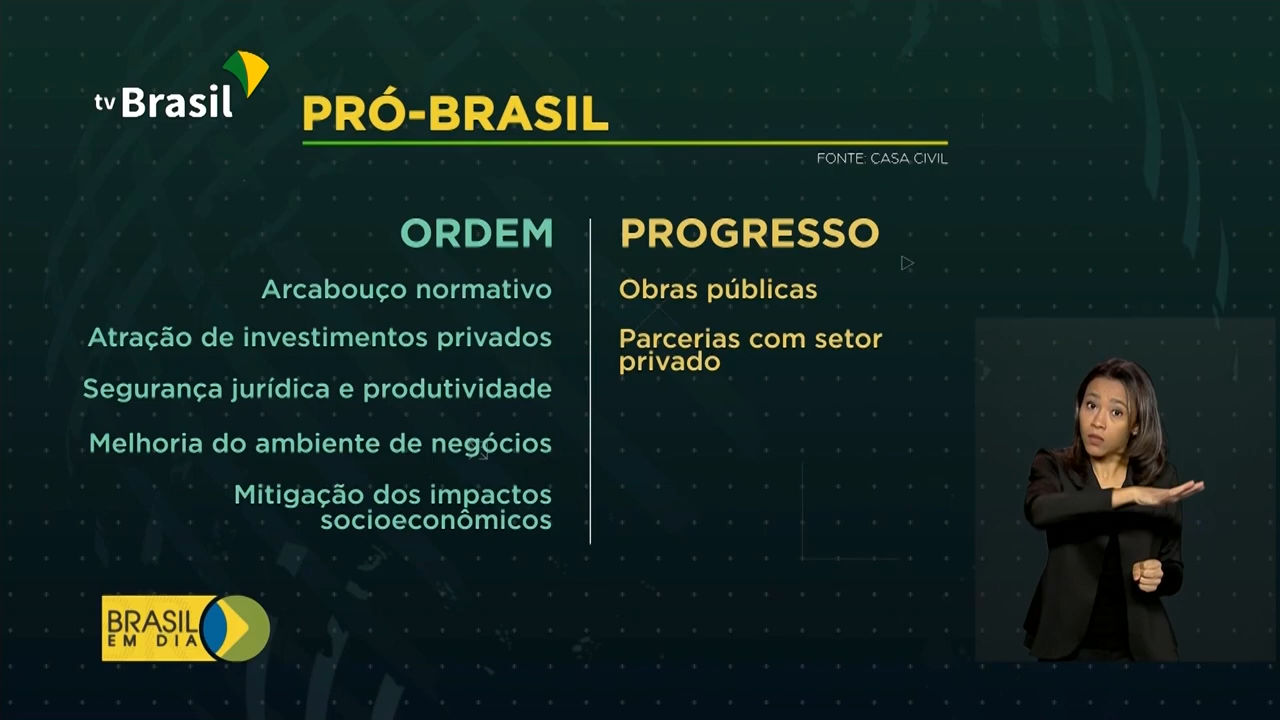 tv Brasil
PRÓ-BRASIL
FONTE: CASA CIVIL
ORDEM
Arcabouço normativo
Atração de investimentos privados
Segurança jurídica e produtividade
Melhoria do ambiente de negócios
Mitigação dos impactos
socioeconômicos
PROGRESSO
Obras públicas
Parcerias com setor
privado
BRASIL
EM DIA